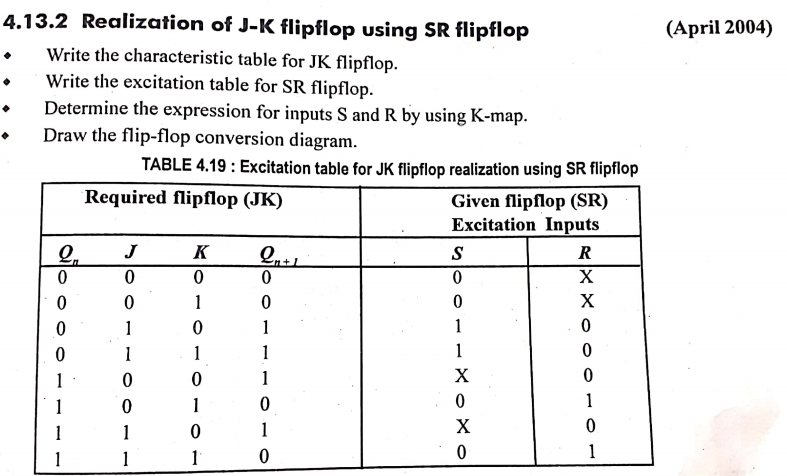 4.13.2 Realization of J-K flipflop using SR flipflop (April 2004)
◆ Write the characteristic table for JK flipflop.
◆ Write the excitation table for SR flipflop.
◆ Determine the expression for inputs S and R by using K-map.
◆ Draw the flip-flop conversion diagram.
TABLE 4.19 : Excitation table for JK flipflop realization using SR flipflop
Required flipflop (JK) Given flipflop (SR)
Excitation Inputs
Qn J K Qn+1 S R
0 0 0 0 0 X
0 0 1 0 0 X
0 1 0 1 1 0
0 1 1 1 1 0
1 0 0 1 X 0
1 0 1 0 0 1
1 1 0 1 X 0
1 1 1 0 0 1